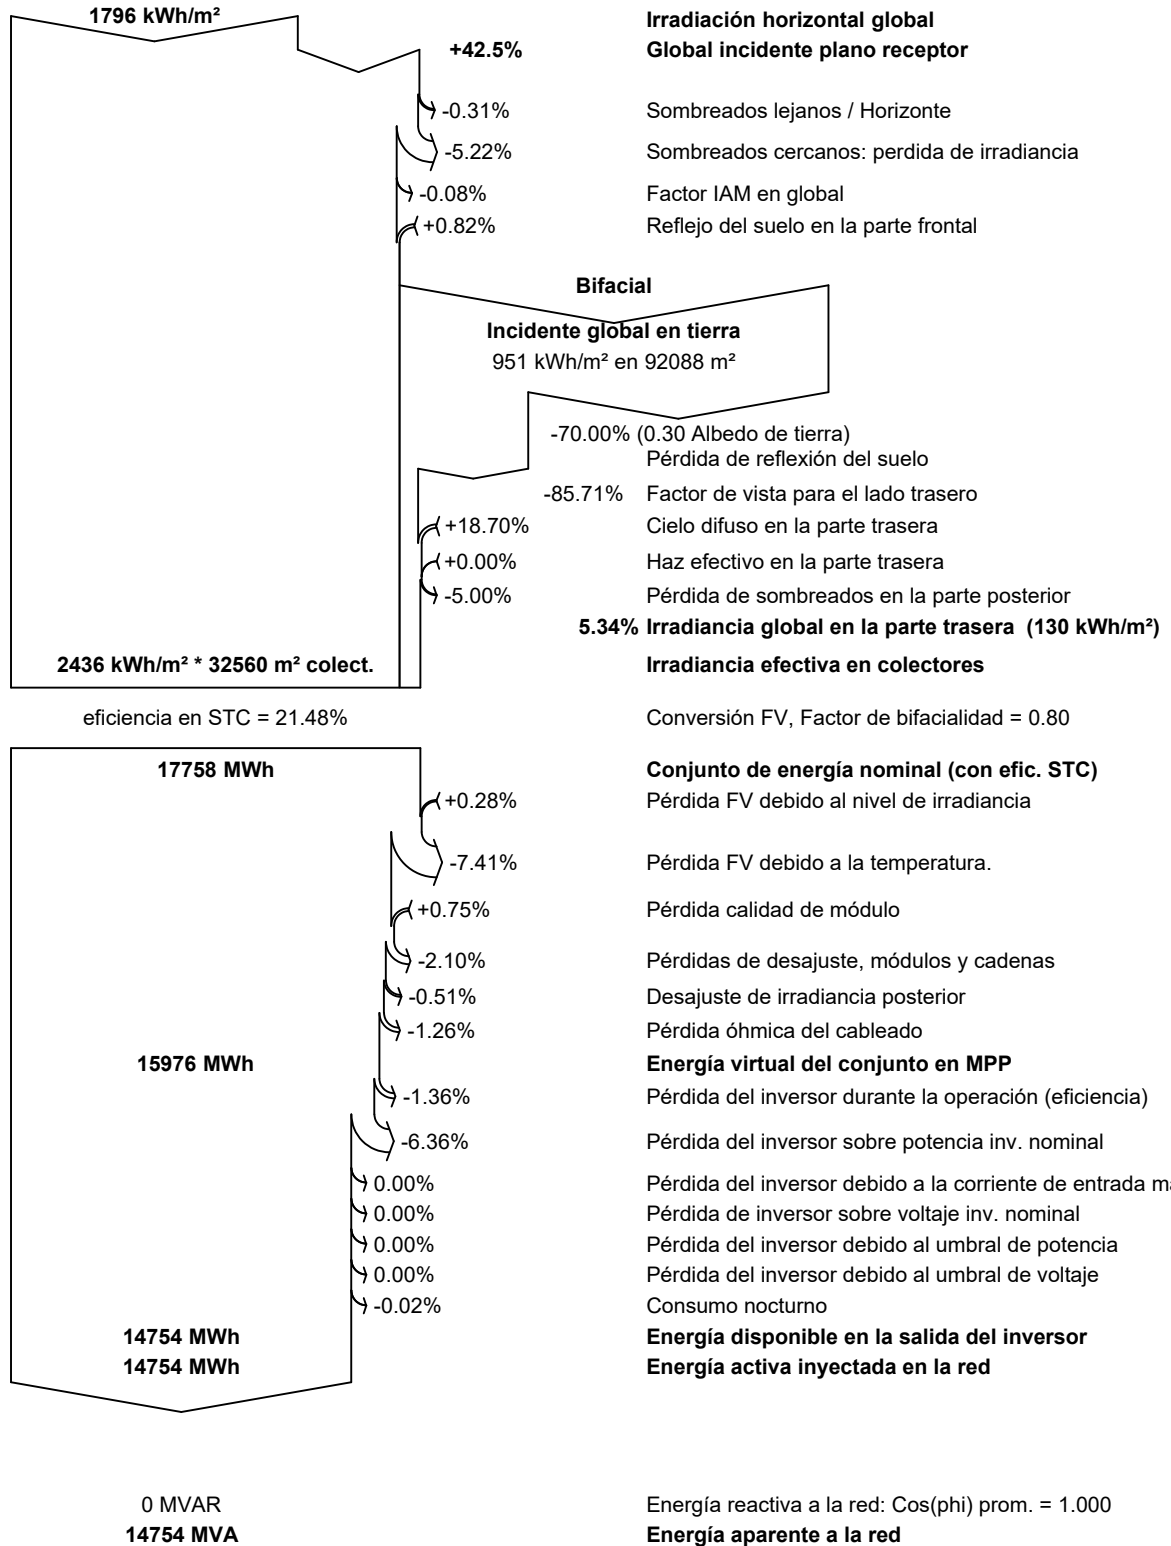 1796 kWh/m² Irradiación horizontal global
+42.5% Global incidente plano receptor
-0.31% Sombreados lejanos / Horizonte
-5.22% Sombreados cercanos: perdida de irradiancia
-0.08% Factor IAM en global
+0.82% Reflejo del suelo en la parte frontal
Bifacial
Incidente global en tierra
951 kWh/m² en 92088 m²
-70.00% (0.30 Albedo de tierra)
Pérdida de reflexión del suelo
-85.71% Factor de vista para el lado trasero
+18.70% Cielo difuso en la parte trasera
+0.00% Haz efectivo en la parte trasera
-5.00% Pérdida de sombreados en la parte posterior
5.34% Irradiancia global en la parte trasera (130 kWh/m²)
2436 kWh/m² * 32560 m² colect. Irradiancia efectiva en colectores
eficiencia en STC = 21.48% Conversión FV, Factor de bifacialidad = 0.80
17758 MWh Conjunto de energía nominal (con efic. STC)
+0.28% Pérdida FV debido al nivel de irradiancia
-7.41% Pérdida FV debido a la temperatura.
+0.75% Pérdida calidad de módulo
-2.10% Pérdidas de desajuste, módulos y cadenas
-0.51% Desajuste de irradiancia posterior
-1.26% Pérdida óhmica del cableado
15976 MWh Energía virtual del conjunto en MPP
-1.36% Pérdida del inversor durante la operación (eficiencia)
-6.36% Pérdida del inversor sobre potencia inv. nominal
0.00% Pérdida del inversor debido a la corriente de entrada
0.00% Pérdida de inversor sobre voltaje inv. nominal
0.00% Pérdida del inversor debido al umbral de potencia
0.00% Pérdida del inversor debido al umbral de voltaje
-0.02% Consumo nocturno
14754 MWh Energía disponible en la salida del inversor
14754 MWh Energía activa inyectada en la red
0 MVAR Energía reactiva a la red: Cos(phi) prom. = 1.000
14754 MVA Energía aparente a la red